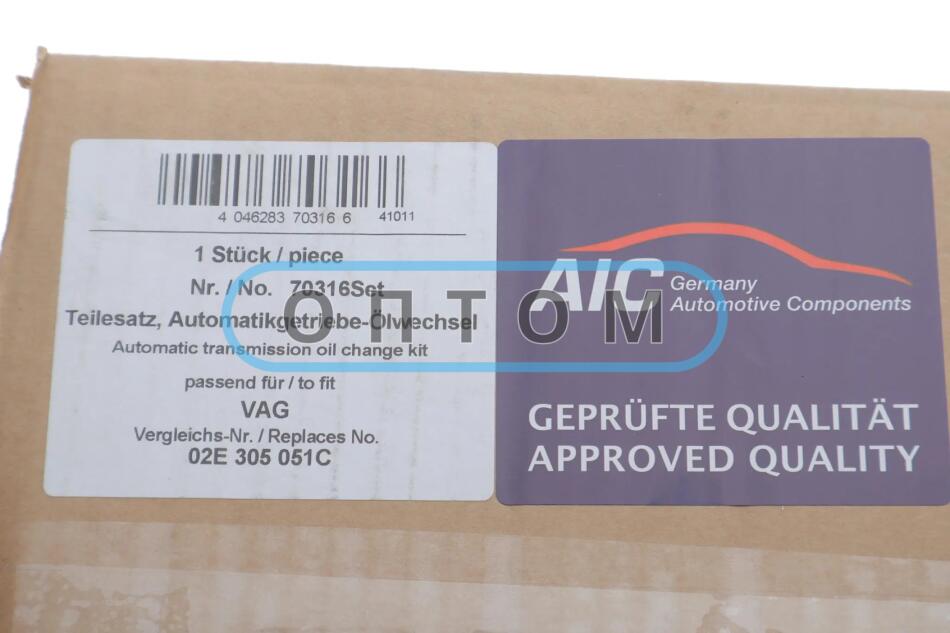 4 046283 70316 6 41011
1 Stück / piece
Nr. / No. 70316Set
Teilesatz, Automatikgetriebe-Ölwechsel
Automatic transmission oil change kit
passend für / to fit
VAG
Vergleichs-Nr. / Replaces No.
02E 305 051C
ОПТОМ
AIC Germany
Automotive Components
GEPRÜFTE QUALITÄT
APPROVED QUALITY